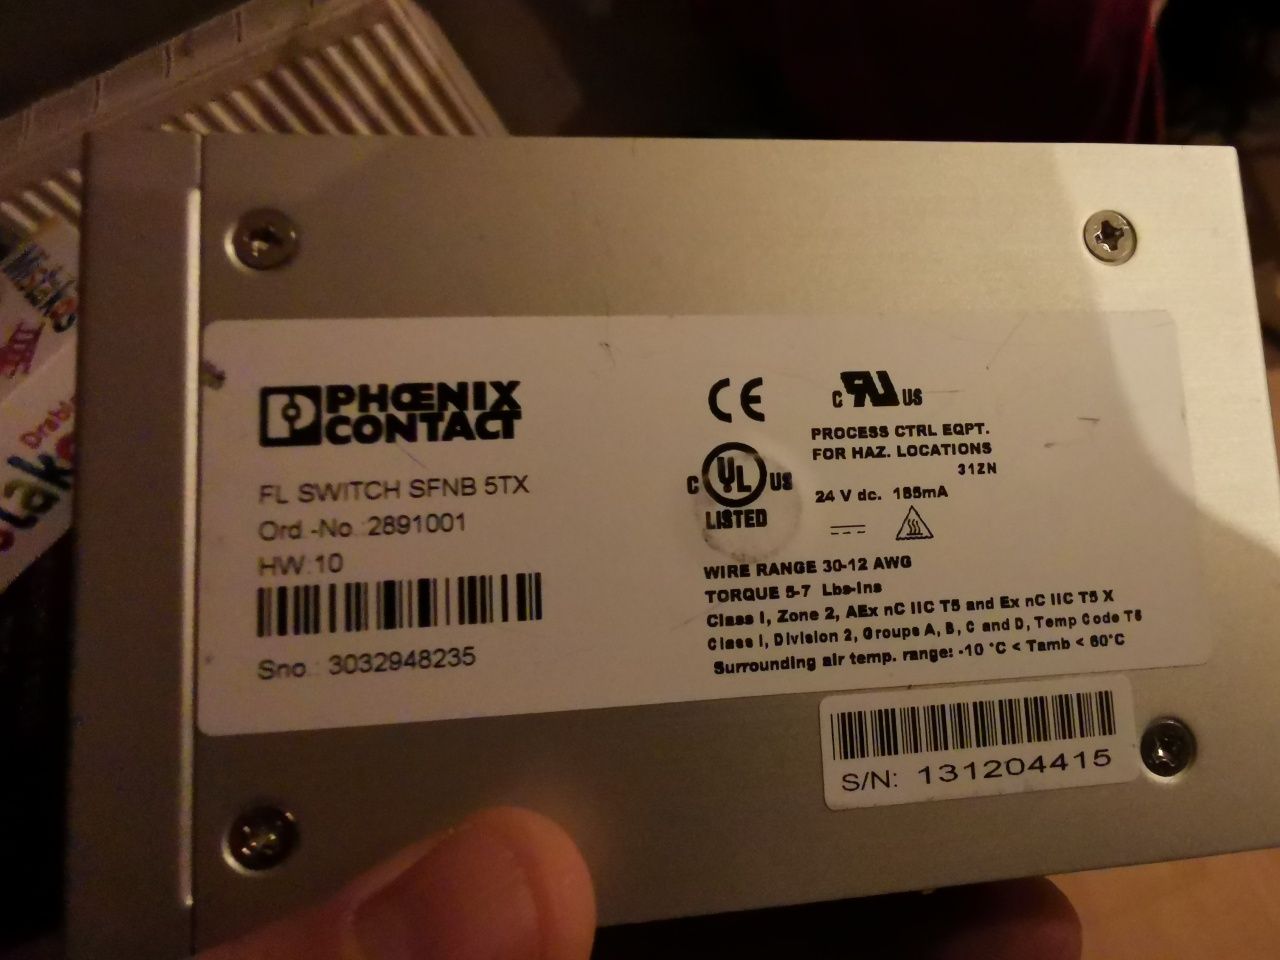 PHŒNIX
CONTACT
FL SWITCH SFNB 5TX
Ord.-No.:2891001
HW:10
Sno.: 3032948235
CE
C RU US
PROCESS CTRL EQPT.
FOR HAZ. LOCATIONS
31ZN
C UL US
LISTED
24 V dc. 185mA
WIRE RANGE 30-12 AWG
TORQUE 5-7 Lbs-Ins
Class I, Zone 2, AEx nC IIC T5 and Ex nC IIC T5 X
Class I, Division 2, Groups A, B, C and D, Temp Code T5
Surrounding air temp. range: -10 °C < Tamb < 60°C
S/N: 131204415